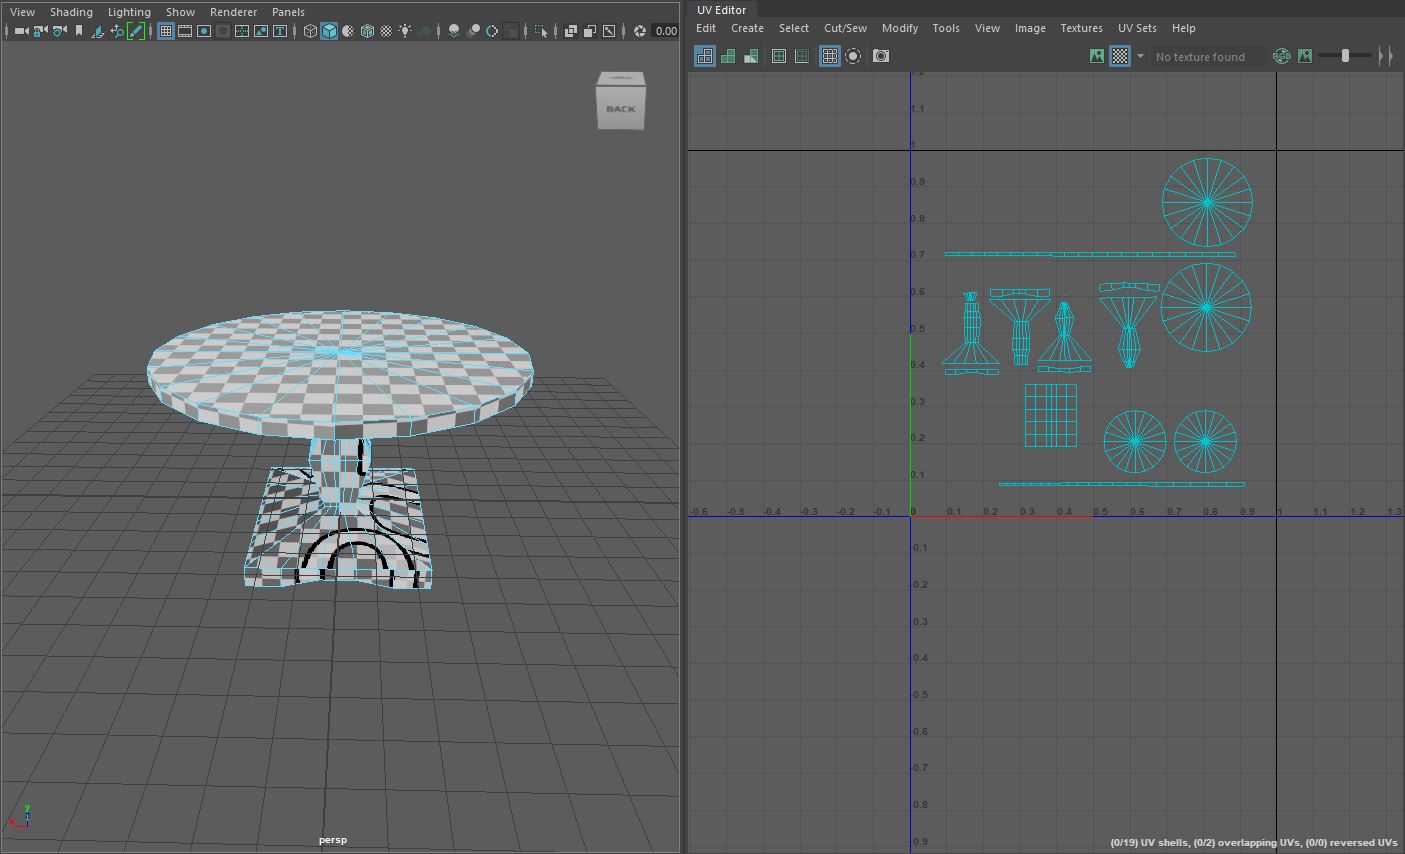 View Shading Lighting Show Renderer Panels
0.00
BACK
persp
y
x
UV Editor
Edit Create Select Cut/Sew Modify Tools View Image Textures UV Sets Help
No texture found
RGB
1.2
1.1
1
0.9
0.8
0.7
0.6
0.5
0.4
0.3
0.2
0.1
-0.6 -0.5 -0.4 -0.3 -0.2 -0.1 0 0.1 0.2 0.3 0.4 0.5 0.6 0.7 0.8 0.9 1 1.1 1.2 1.3
-0.1
-0.2
-0.3
-0.4
-0.5
-0.6
-0.7
-0.8
-0.9
(0/19) UV shells, (0/2) overlapping UVs, (0/0) reversed UVs